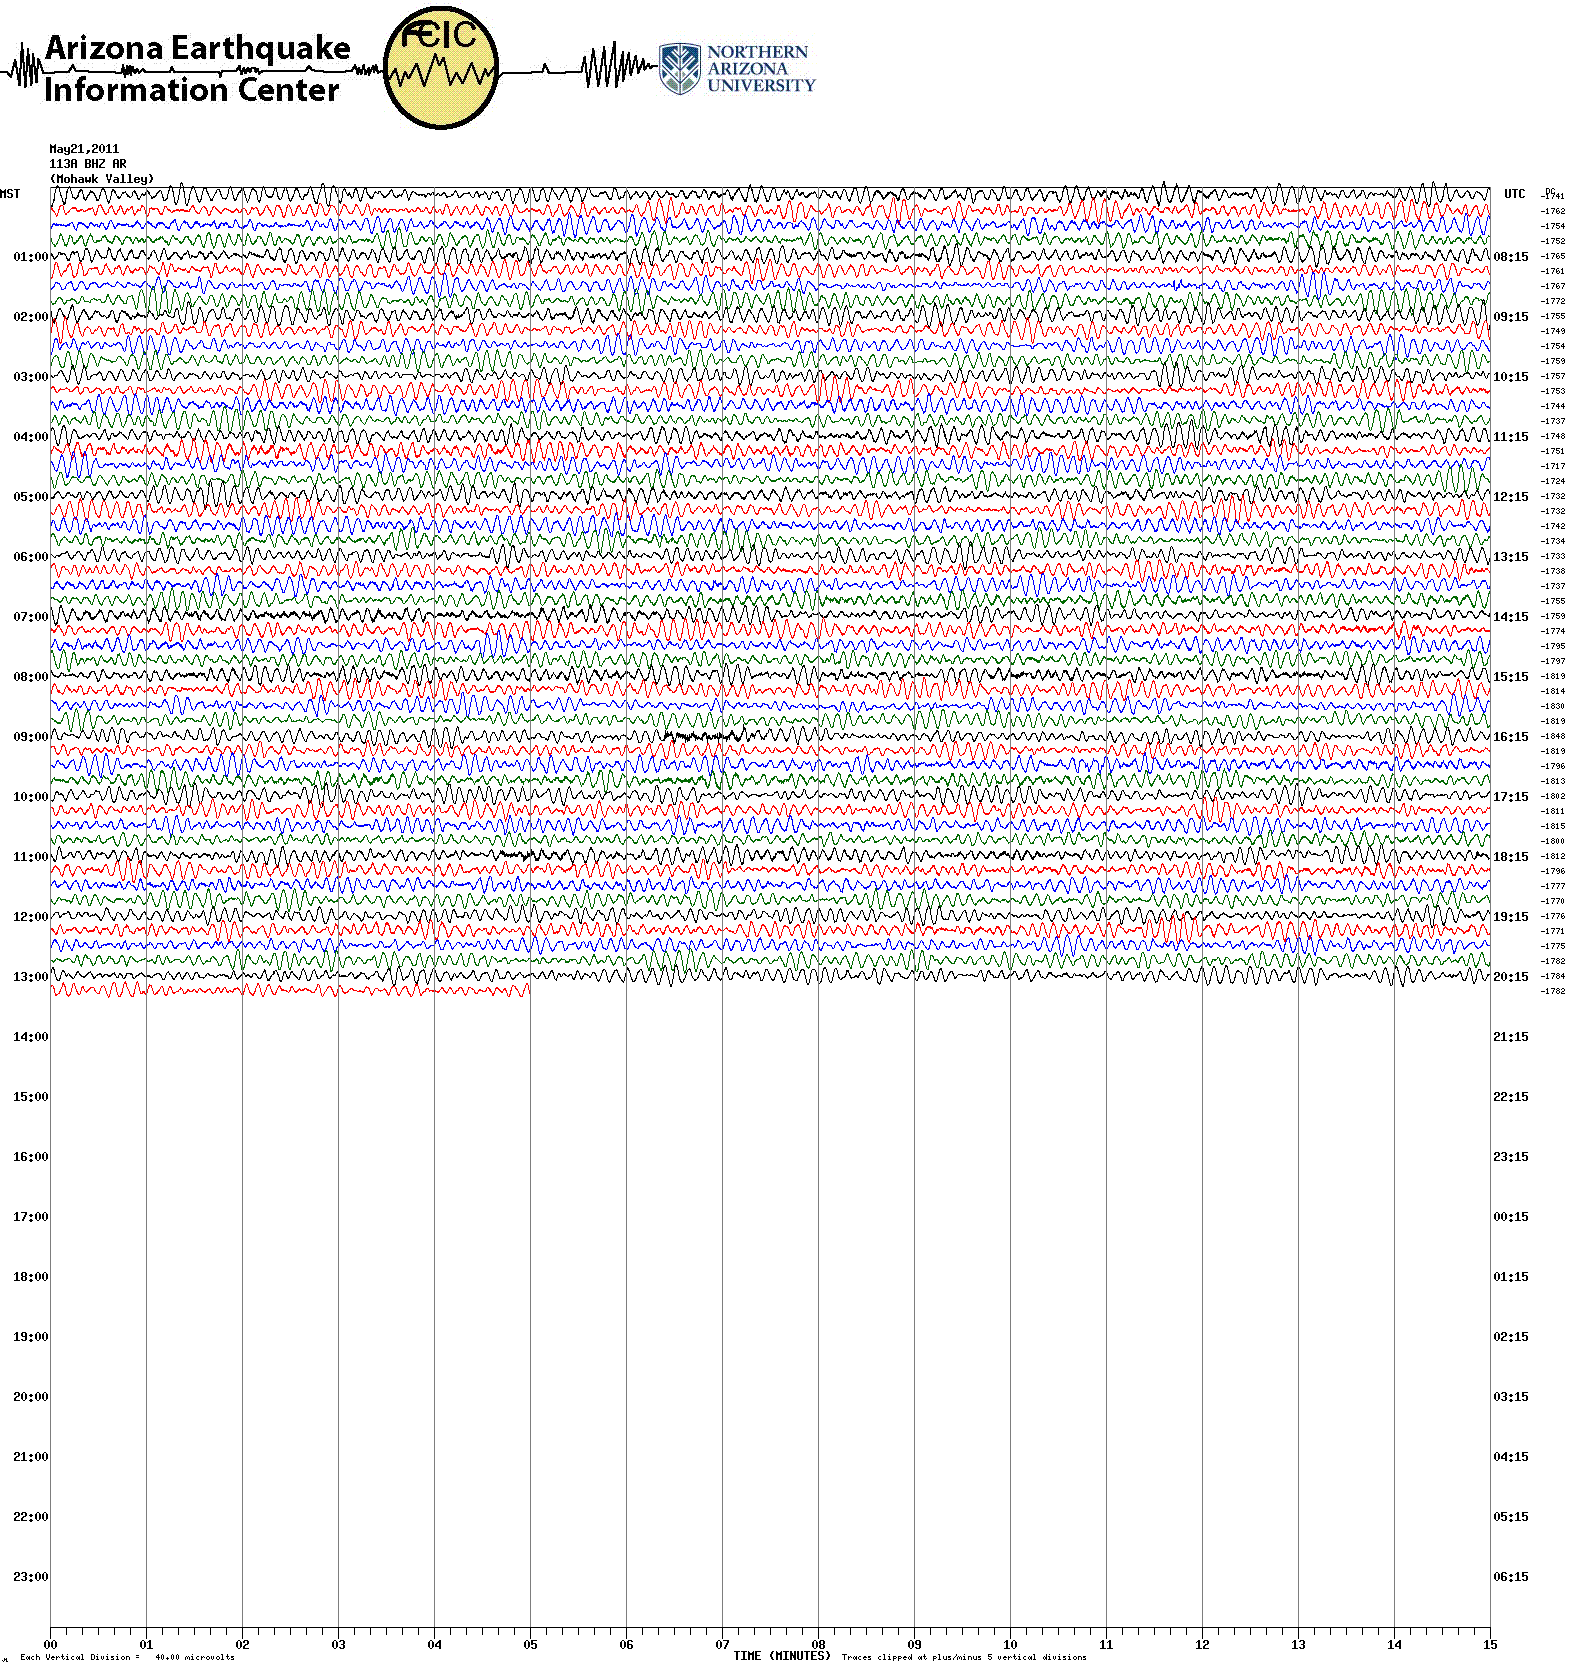 Arizona Earthquake
Information Center
ÆIC
NORTHERN
ARIZONA
UNIVERSITY
May21,2011
113A BHZ AR
(Mohawk Valley)
MST UTC DC
-1741
-1762
-1754
-1752
01:00 08:15 -1765
-1761
-1767
-1772
02:00 09:15 -1755
-1749
-1754
-1759
03:00 10:15 -1757
-1753
-1744
-1737
04:00 11:15 -1748
-1751
-1717
-1724
05:00 12:15 -1732
-1732
-1742
-1734
06:00 13:15 -1733
-1738
-1737
-1755
07:00 14:15 -1759
-1774
-1795
-1797
08:00 15:15 -1819
-1814
-1830
-1819
09:00 16:15 -1848
-1819
-1796
-1813
10:00 17:15 -1802
-1811
-1815
-1800
11:00 18:15 -1812
-1796
-1777
-1770
12:00 19:15 -1776
-1771
-1775
-1782
13:00 20:15 -1784
-1782
14:00 21:15
15:00 22:15
16:00 23:15
17:00 00:15
18:00 01:15
19:00 02:15
20:00 03:15
21:00 04:15
22:00 05:15
23:00 06:15
00 01 02 03 04 05 06 07 08 09 10 11 12 13 14 15
TIME (MINUTES)
Each Vertical Division = 40.00 microvolts Traces clipped at plus/minus 5 vertical divisions